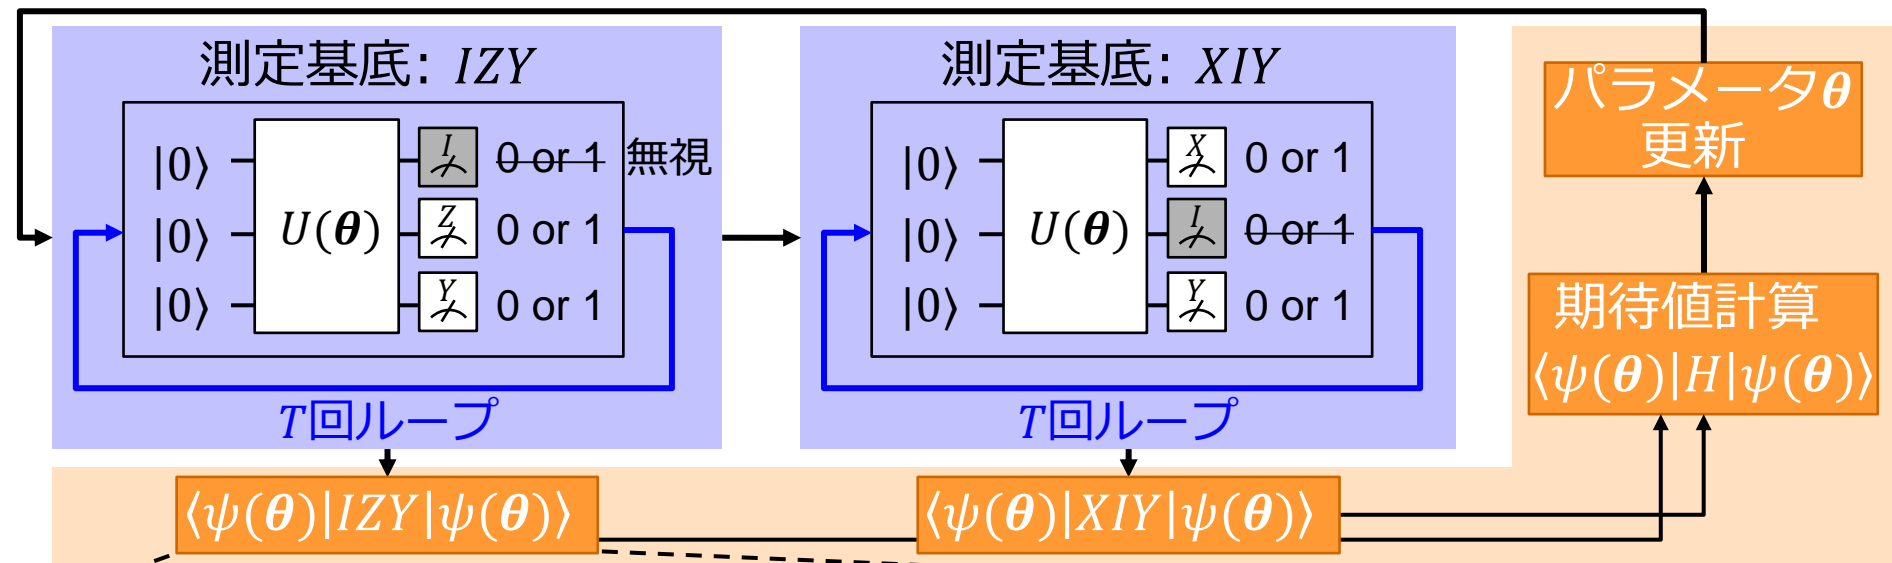 測定基底: IZY
|0⟩ I 0 or 1 無視
|0⟩ U(θ) Z 0 or 1
|0⟩ Y 0 or 1
T回ループ
測定基底: XIY
|0⟩ X 0 or 1
|0⟩ U(θ) I 0 or 1
|0⟩ Y 0 or 1
T回ループ
パラメータθ
更新
期待値計算
⟨ψ(θ)|H|ψ(θ)⟩
⟨ψ(θ)|IZY|ψ(θ)⟩
⟨ψ(θ)|XIY|ψ(θ)⟩